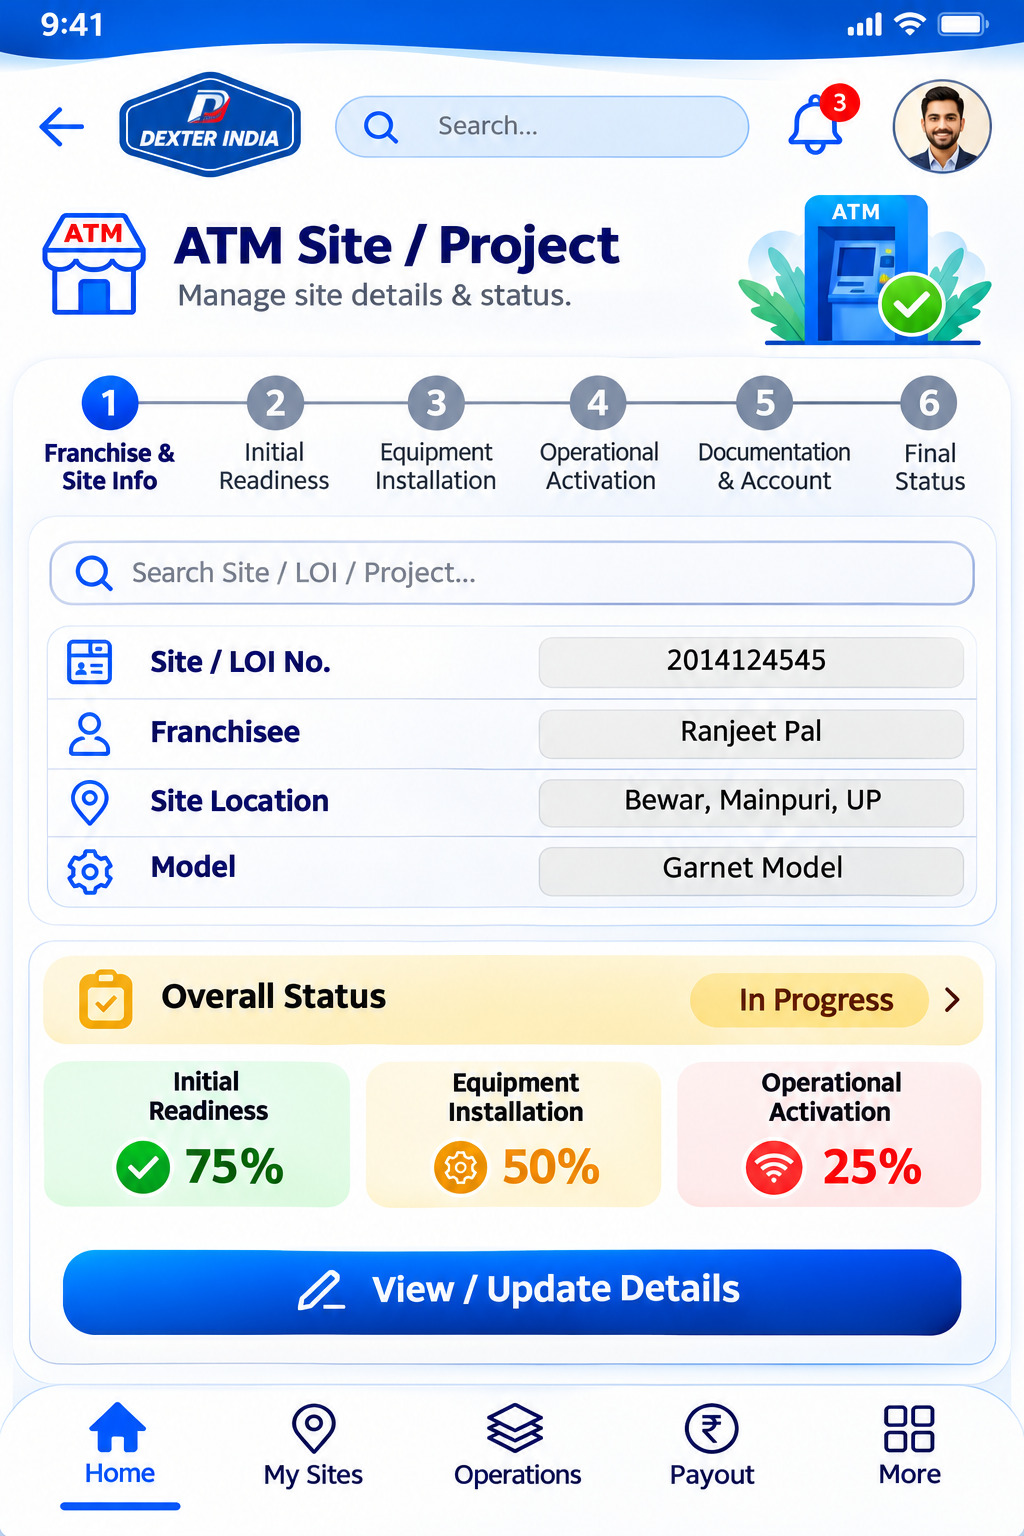 9:41
DEXTER INDIA
Search...
3
ATM
ATM Site / Project
Manage site details & status.
ATM
1
2
3
4
5
6
Franchise &
Site Info
Initial
Readiness
Equipment
Installation
Operational
Activation
Documentation
& Account
Final
Status
Search Site / LOI / Project...
Site / LOI No.
2014124545
Franchisee
Ranjeet Pal
Site Location
Bewar, Mainpuri, UP
Model
Garnet Model
Overall Status
In Progress
Initial
Readiness
75%
Equipment
Installation
50%
Operational
Activation
25%
View / Update Details
Home
My Sites
Operations
₹
Payout
More